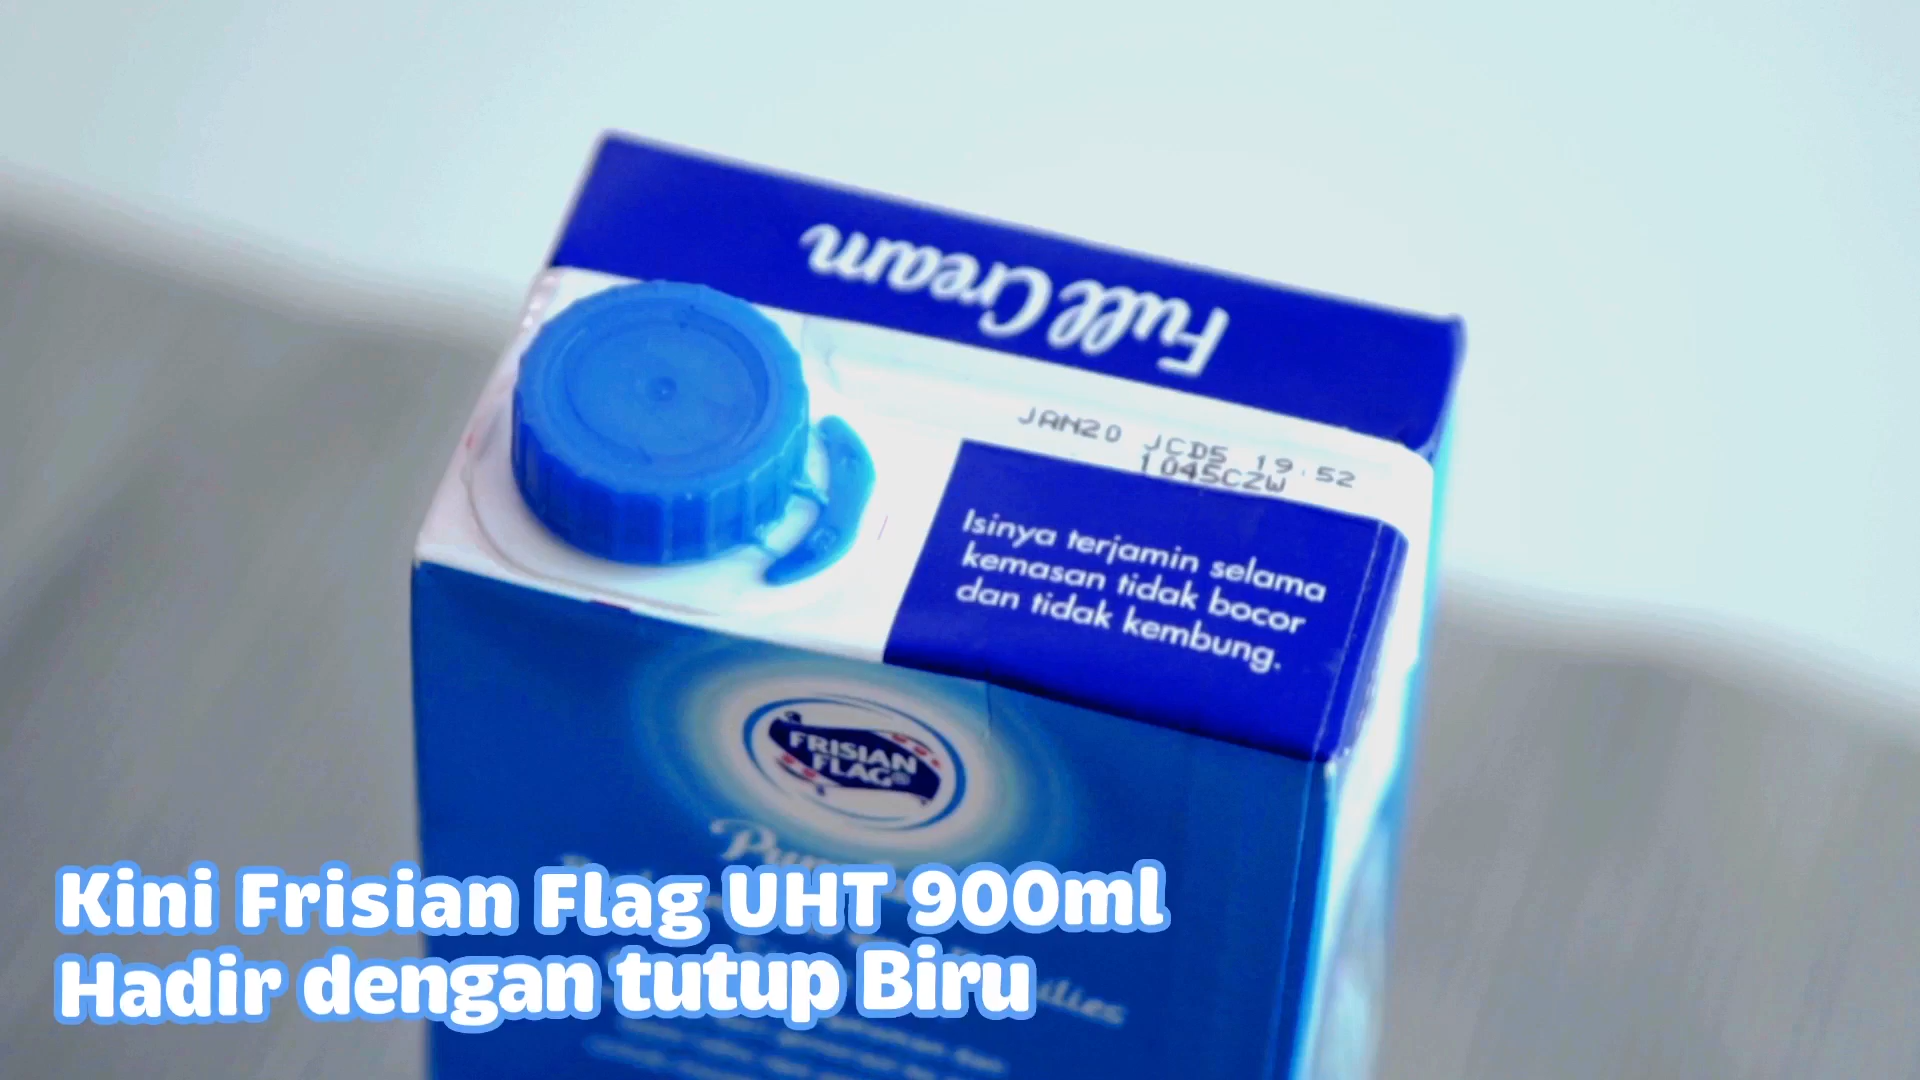 Full Cream
JAN20 JCD5 19:52
1045CZW
Isinya terjamin selama
kemasan tidak bocor
dan tidak kembung.
FRISIAN
FLAG®
Kini Frisian Flag UHT 900ml
Hadir dengan tutup Biru